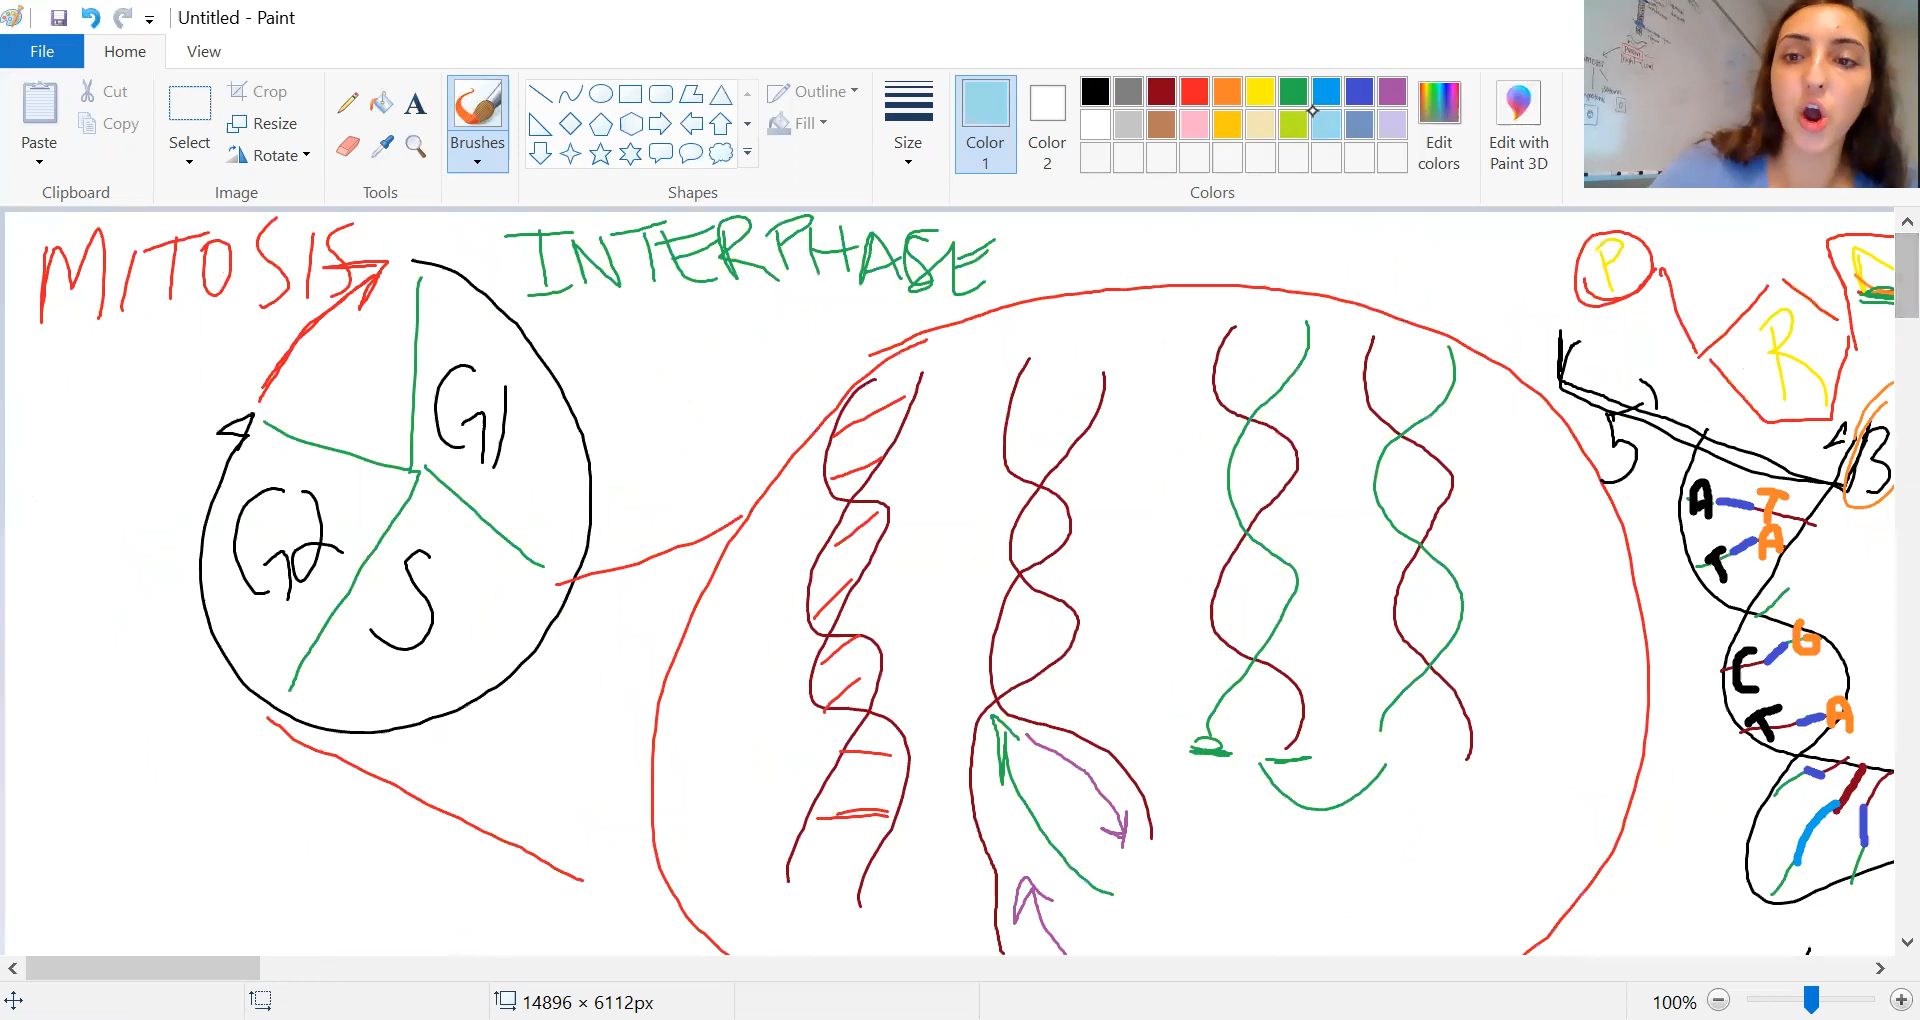 Untitled - Paint
File Home View
Paste Cut Copy Clipboard
Select Crop Resize Rotate Image
A Tools
Brushes
Outline Fill Shapes
Size
Color 1 Color 2 Edit colors Colors
Edit with Paint 3D
MITOSIS INTERPHASE
P
R
G1
G2
S
5
3
A T
T A
C G
T A
14896 × 6112px 100%